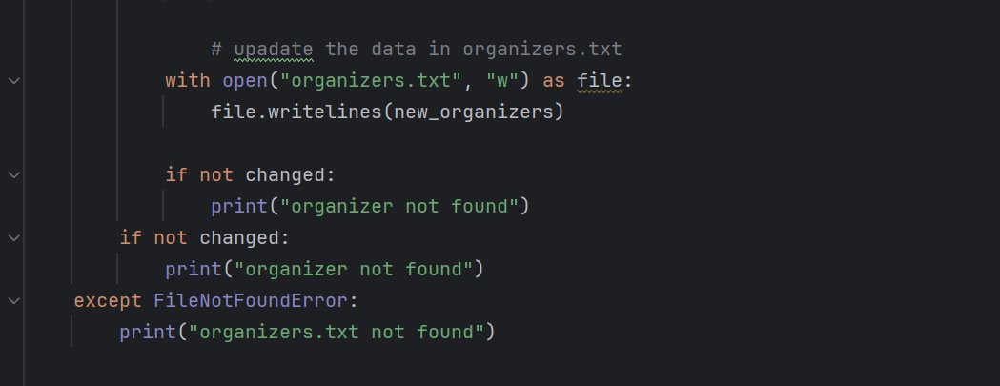 # upadate the data in organizers.txt
with open("organizers.txt", "w") as file:
file.writelines(new_organizers)
if not changed:
print("organizer not found")
if not changed:
print("organizer not found")
except FileNotFoundError:
print("organizers.txt not found")